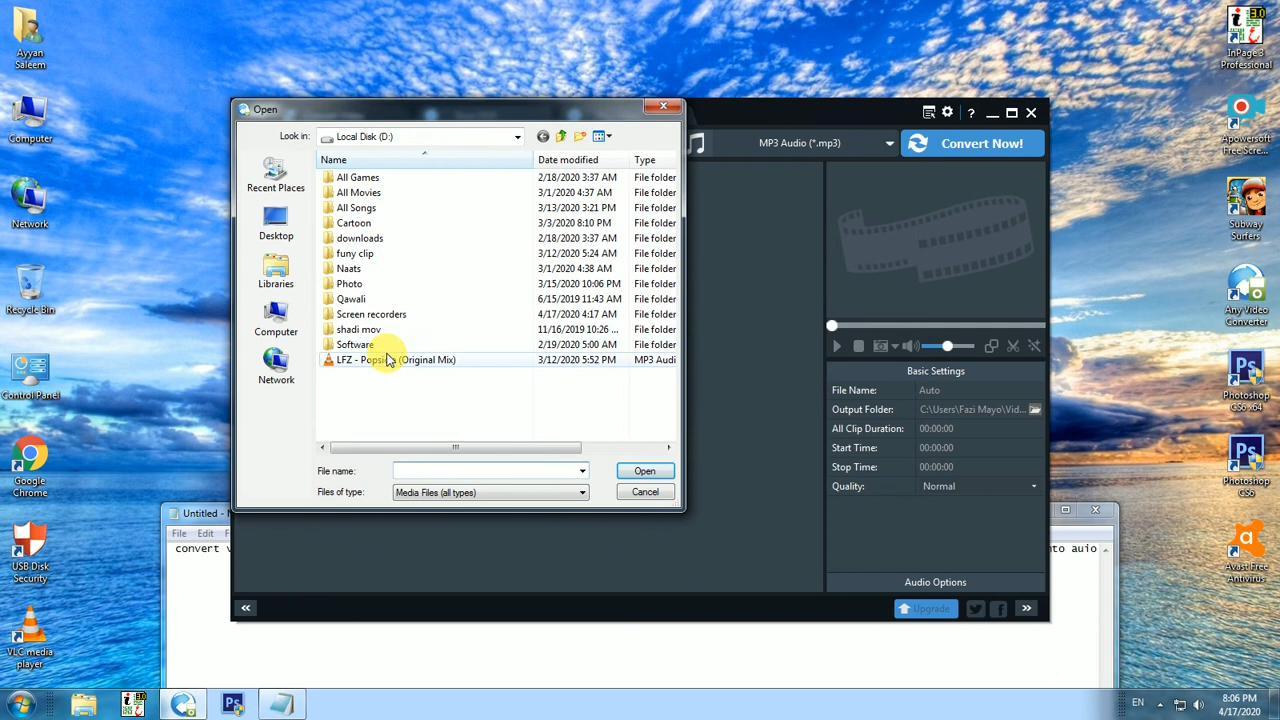 Ayyan
Saleem
Computer
Network
Recycle Bin
Control Panel
Google
Chrome
USB Disk
Security
VLC media
player
Open
Look in:
Local Disk (D:)
Name
Date modified
Type
All Games
2/18/2020 3:37 AM
File folder
All Movies
3/1/2020 4:37 AM
File folder
All Songs
3/13/2020 3:21 PM
File folder
Cartoon
3/3/2020 8:10 PM
File folder
downloads
2/18/2020 3:37 AM
File folder
funy clip
3/12/2020 5:24 AM
File folder
Naats
3/1/2020 4:38 AM
File folder
Photo
3/15/2020 10:06 PM
File folder
Qawali
6/15/2019 11:43 AM
File folder
Screen recorders
4/17/2020 4:17 AM
File folder
shadi mov
11/16/2019 10:26 ...
File folder
Software
2/19/2020 5:00 AM
File folder
LFZ - (Original Mix)
3/12/2020 5:52 PM
MP3 Audi
Recent Places
Desktop
Libraries
Computer
Network
File name:
Open
Files of type:
Media Files (all types)
Cancel
?
MP3 Audio (*.mp3)
Convert Now!
Basic Settings
File Name:
Auto
Output Folder:
C:\Users\Fazi Mayo\Vid...
All Clip Duration:
00:00:00
Start Time:
00:00:00
Stop Time:
00:00:00
Quality:
Normal
Audio Options
Upgrade
Untitled -
File
Edit
convert
auio
InPage 3
Professional
Apowersoft
Free Scre...
Subway
Surfers
Any Video
Converter
Photoshop
CS6 x64
Photoshop
CS6
Avast Free
Antivirus
EN
8:06 PM
4/17/2020